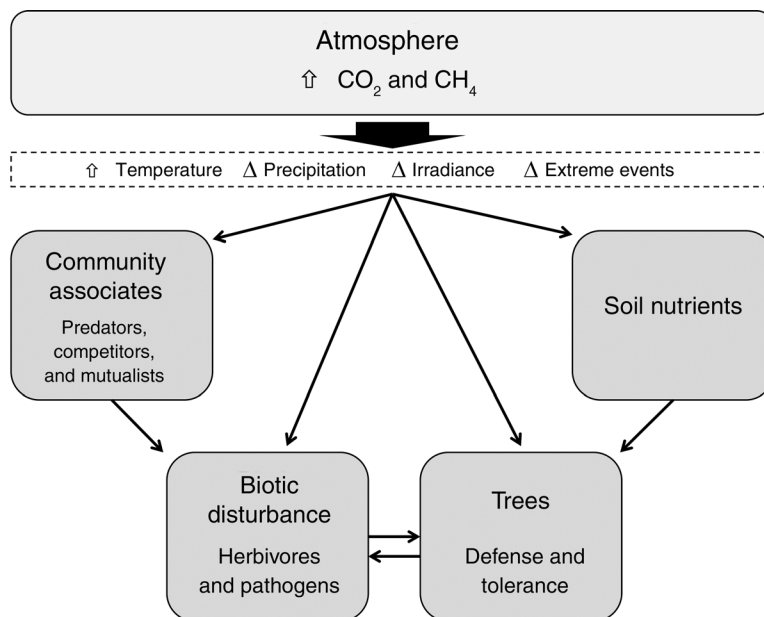 Atmosphere
⇧ CO₂ and CH₄
⇧ Temperature Δ Precipitation Δ Irradiance Δ Extreme events
Community
associates
Predators,
competitors,
and mutualists
Soil nutrients
Biotic
disturbance
Herbivores
and pathogens
Trees
Defense and
tolerance